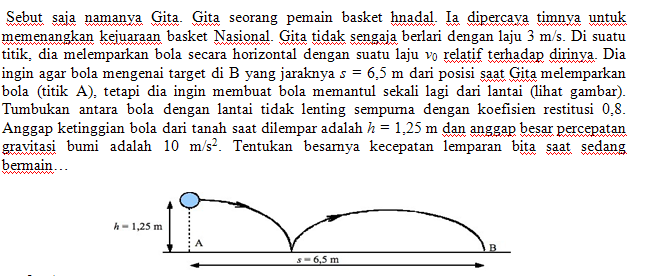 Sebut saja namanya Gita. Gita seorang pemain basket hnadal. Ia dipercaya timnya untuk
memenangkan kejuaraan basket Nasional. Gita tidak sengaja berlari dengan laju 3 m/s. Di suatu
titik, dia melemparkan bola secara horizontal dengan suatu laju v₀ relatif terhadap dirinya. Dia
ingin agar bola mengenai target di B yang jaraknya s = 6,5 m dari posisi saat Gita melemparkan
bola (titik A), tetapi dia ingin membuat bola memantul sekali lagi dari lantai (lihat gambar).
Tumbukan antara bola dengan lantai tidak lenting sempurna dengan koefisien restitusi 0,8.
Anggap ketinggian bola dari tanah saat dilempar adalah h = 1,25 m dan anggap besar percepatan
gravitasi bumi adalah 10 m/s². Tentukan besarnya kecepatan lemparan bita saat sedang
bermain…
h = 1,25 m
A
B
s = 6,5 m